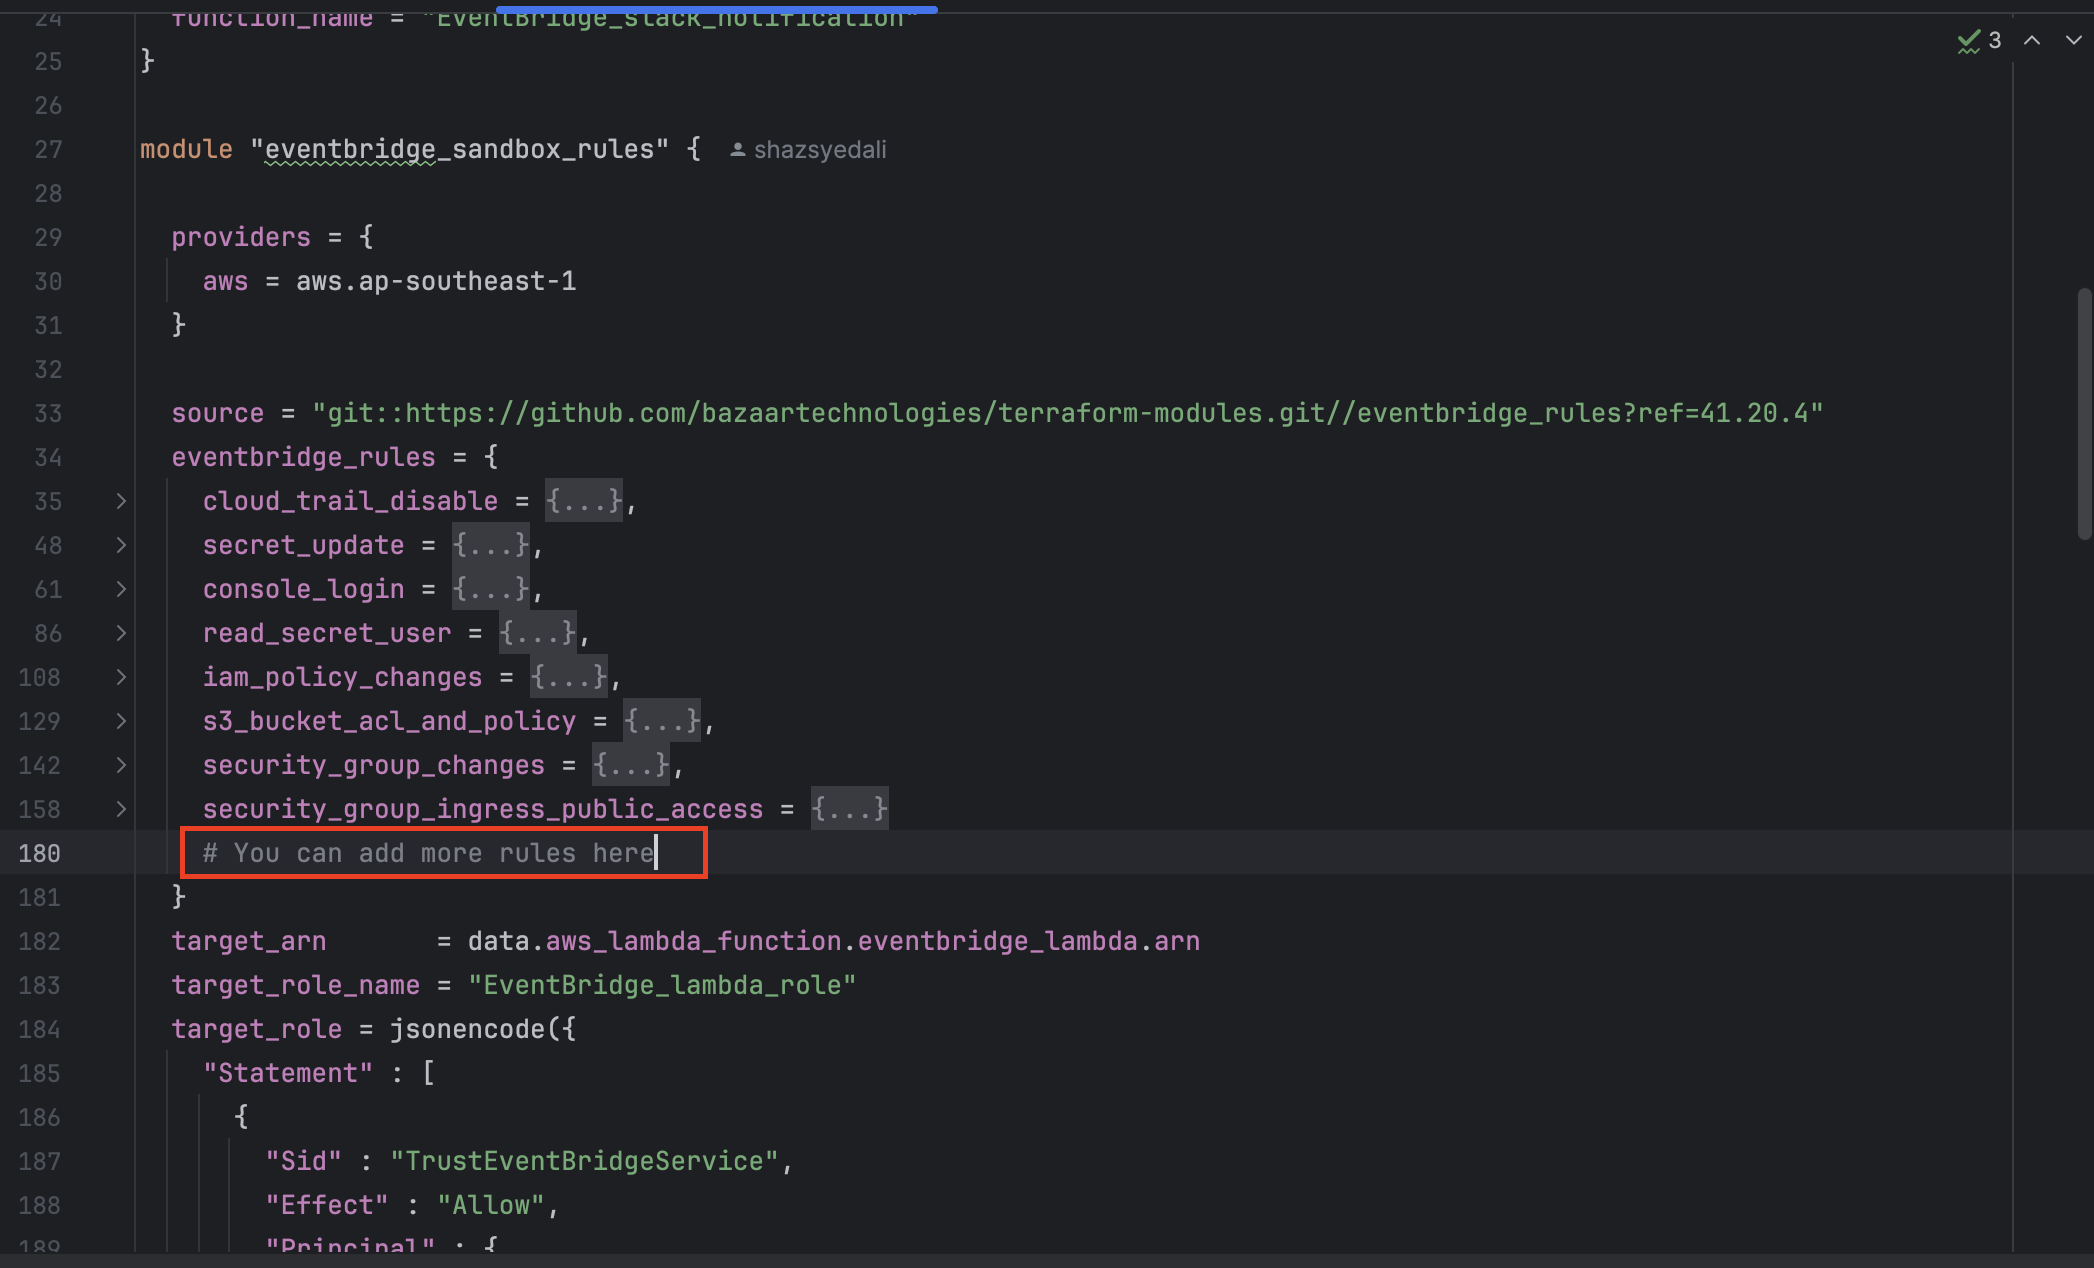 24 function_name = "EventBridge_stack_notification"
25 }
26
27 module "eventbridge_sandbox_rules" { shazsyedali
28
29 providers = {
30 aws = aws.ap-southeast-1
31 }
32
33 source = "git::https://github.com/bazaartechnologies/terraform-modules.git//eventbridge_rules?ref=41.20.4"
34 eventbridge_rules = {
35 cloud_trail_disable = {...},
48 secret_update = {...},
61 console_login = {...},
86 read_secret_user = {...},
108 iam_policy_changes = {...},
129 s3_bucket_acl_and_policy = {...},
142 security_group_changes = {...},
158 security_group_ingress_public_access = {...}
180 # You can add more rules here
181 }
182 target_arn = data.aws_lambda_function.eventbridge_lambda.arn
183 target_role_name = "EventBridge_lambda_role"
184 target_role = jsonencode({
185 "Statement" : [
186 {
187 "Sid" : "TrustEventBridgeService",
188 "Effect" : "Allow",
189 "Principal" : {
3